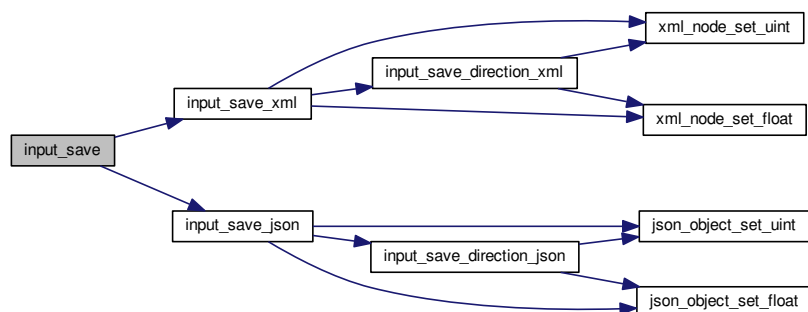 input_save
input_save_xml
input_save_direction_xml
xml_node_set_uint
xml_node_set_float
input_save_json
input_save_direction_json
json_object_set_uint
json_object_set_float